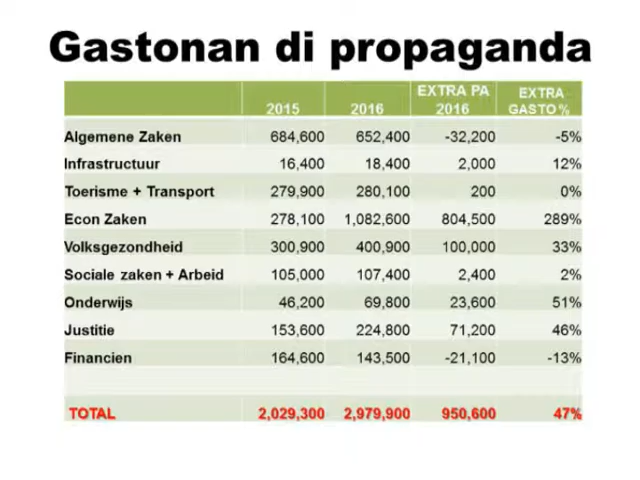 Gastonan di propaganda
2015 2016 EXTRA PA 2016 EXTRA GASTO%
Algemene Zaken 684,600 652,400 -32,200 -5%
Infrastructuur 16,400 18,400 2,000 12%
Toerisme + Transport 279,900 280,100 200 0%
Econ Zaken 278,100 1,082,600 804,500 289%
Volksgezondheid 300,900 400,900 100,000 33%
Sociale zaken + Arbeid 105,000 107,400 2,400 2%
Onderwijs 46,200 69,800 23,600 51%
Justitie 153,600 224,800 71,200 46%
Financien 164,600 143,500 -21,100 -13%
TOTAL 2,029,300 2,979,900 950,600 47%